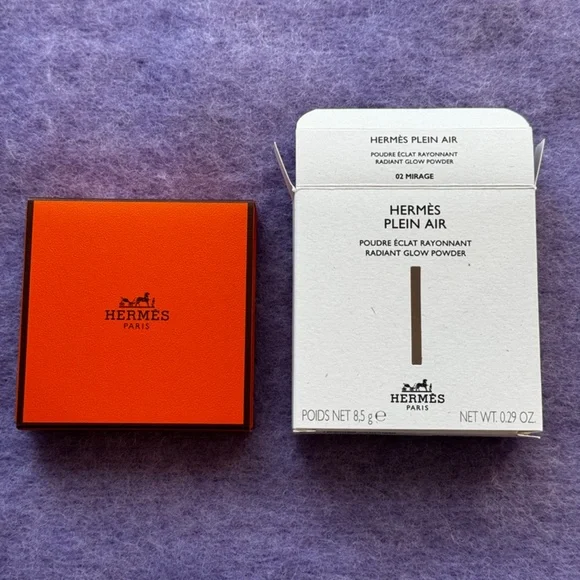 HERMÈS
PARIS
HERMÈS PLEIN AIR
POUDRE ÉCLAT RAYONNANT
RADIANT GLOW POWDER
02 MIRAGE
HERMÈS
PLEIN AIR
POUDRE ÉCLAT RAYONNANT
RADIANT GLOW POWDER
HERMÈS
PARIS
POIDS NET 8,5 g ℮ NET WT. 0.29 OZ.